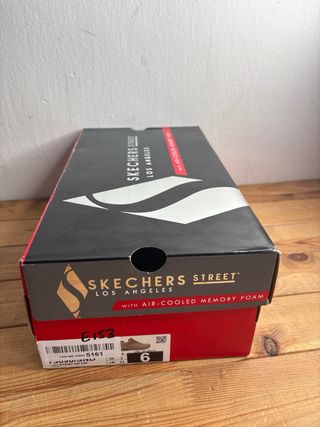 SKECHERS STREET
LOS ANGELES
WITH AIR-COOLED MEMORY FOAM
SKECHERS STREET™
LOS ANGELES
WITH AIR-COOLED MEMORY FOAM
E153
5161
6